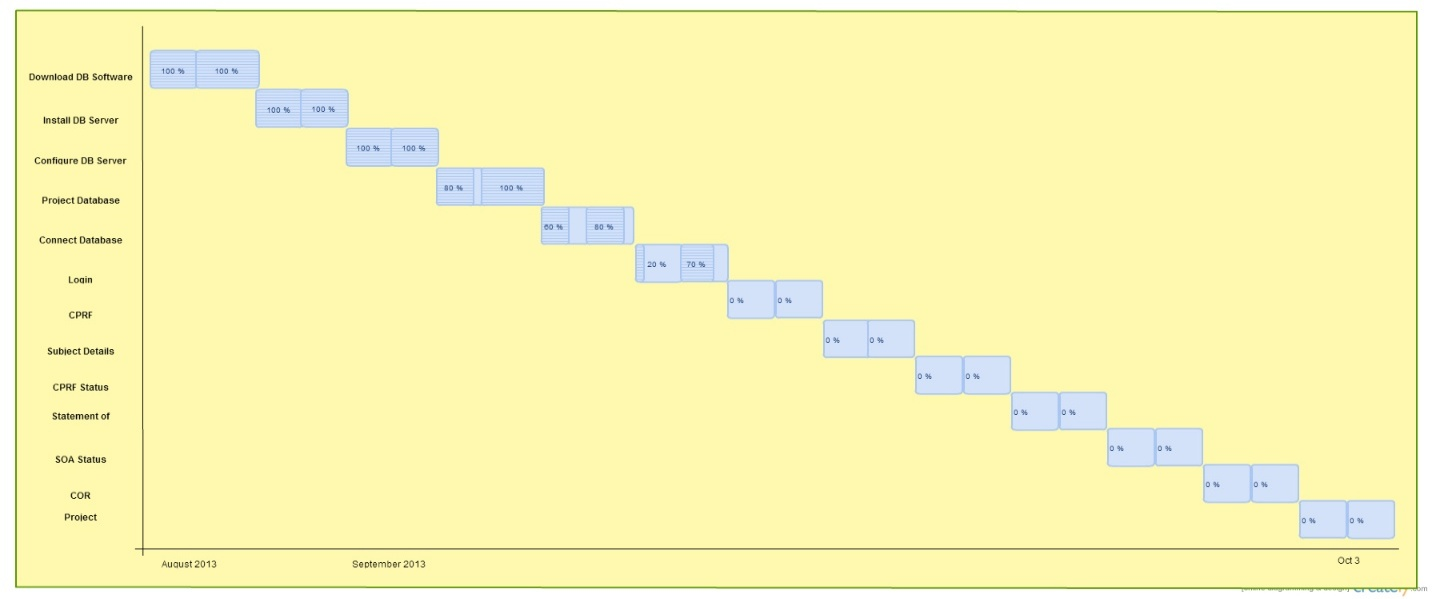 Download DB Software
100 % 100 %
Install DB Server
100 % 100 %
Configure DB Server
100 % 100 %
Project Database
80 % 100 %
Connect Database
60 % 80 %
Login
20 % 70 %
CPRF
0 % 0 %
Subject Details
0 % 0 %
CPRF Status
0 % 0 %
Statement of
0 % 0 %
SOA Status
0 % 0 %
COR
0 % 0 %
Project
0 % 0 %
August 2013 September 2013 Oct 3